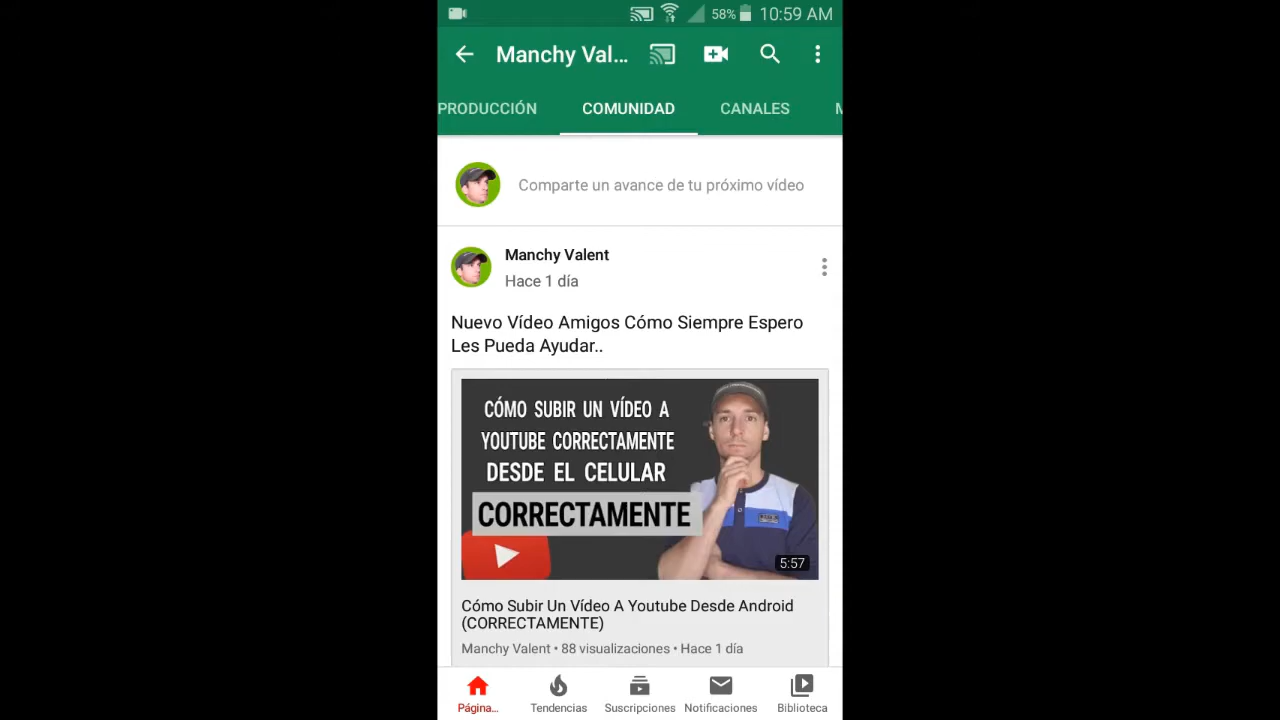 58% 10:59 AM
Manchy Val...
PRODUCCIÓN COMUNIDAD CANALES M
Comparte un avance de tu próximo vídeo
Manchy Valent
Hace 1 día
Nuevo Vídeo Amigos Cómo Siempre Espero
Les Pueda Ayudar..
CÓMO SUBIR UN VÍDEO A
YOUTUBE CORRECTAMENTE
DESDE EL CELULAR
CORRECTAMENTE
5:57
Cómo Subir Un Vídeo A Youtube Desde Android
(CORRECTAMENTE)
Manchy Valent • 88 visualizaciones • Hace 1 día
Página... Tendencias Suscripciones Notificaciones Biblioteca